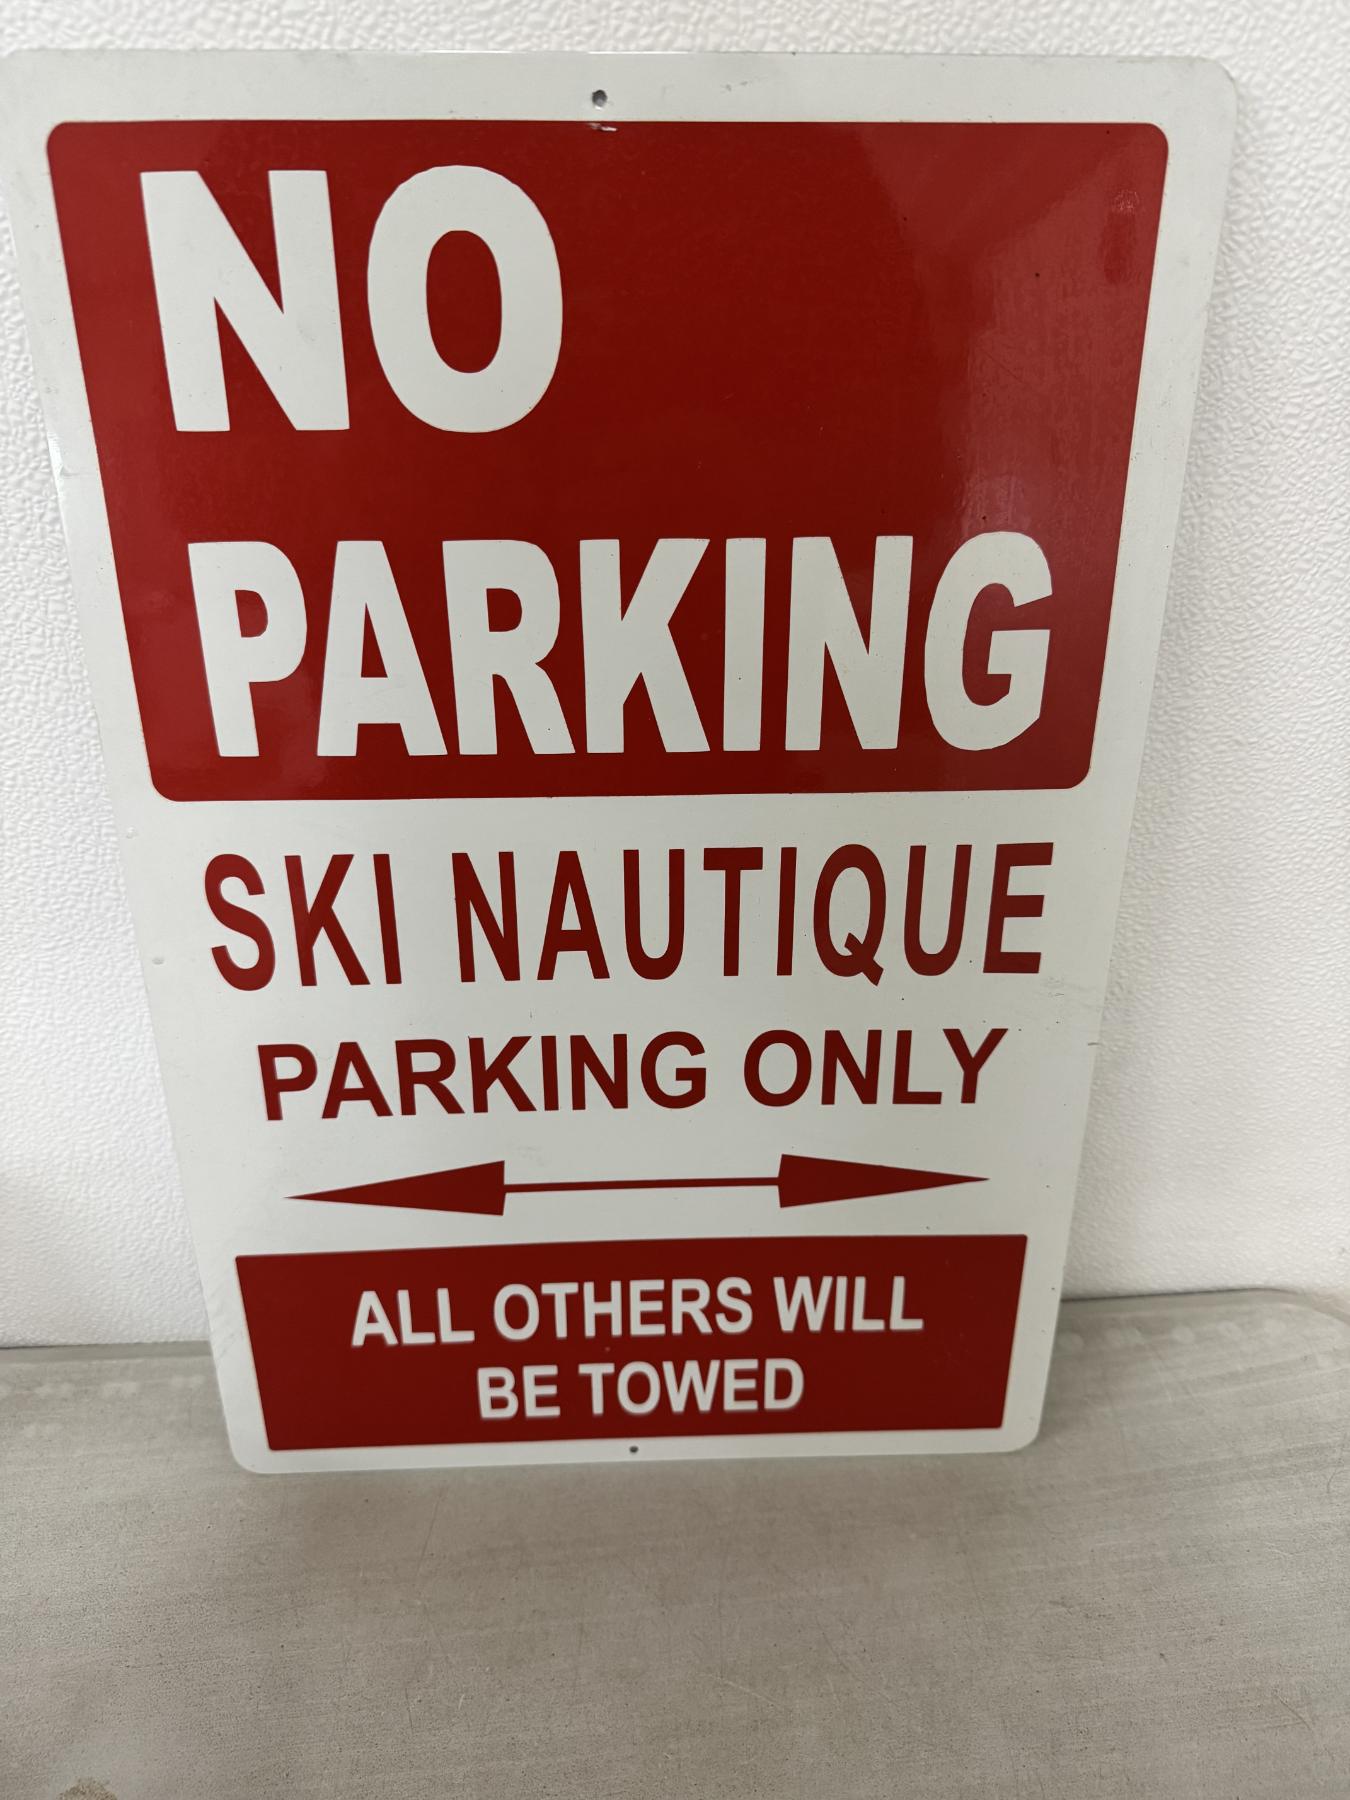 NO
PARKING
SKI NAUTIQUE
PARKING ONLY
ALL OTHERS WILL
BE TOWED